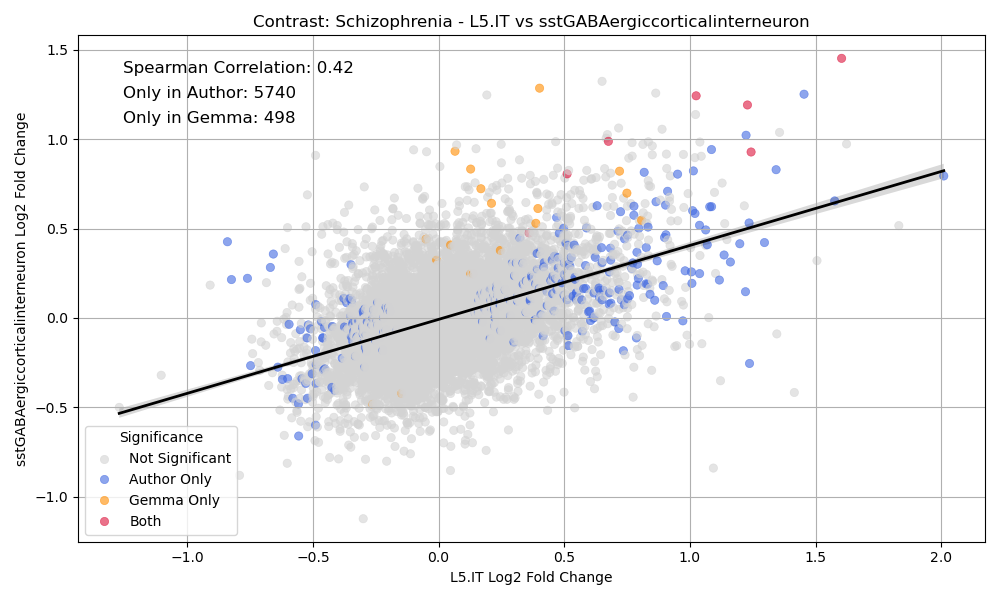 Contrast: Schizophrenia - L5.IT vs sstGABAergiccorticalinterneuron
sstGABAergiccorticalinterneuron Log2 Fold Change
1.5
1.0
0.5
0.0
−0.5
−1.0
Spearman Correlation: 0.42
Only in Author: 5740
Only in Gemma: 498
Significance
Not Significant
Author Only
Gemma Only
Both
−1.0 −0.5 0.0 0.5 1.0 1.5 2.0
L5.IT Log2 Fold Change